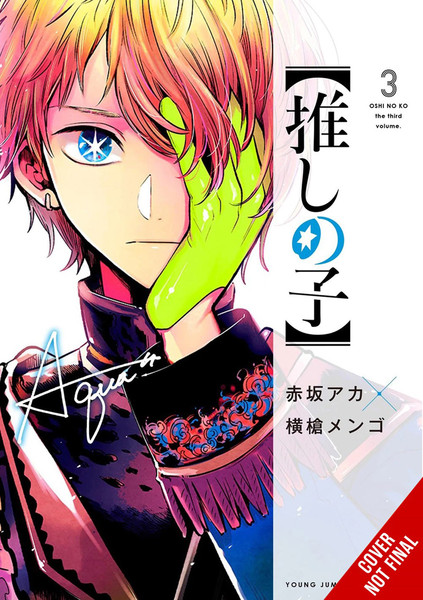 3
OSHI NO KO
the third
volume.
【推しの子】
赤坂アカ×
横槍メンゴ
Aqua
YOUNG JUM
COVER
NOT FINAL